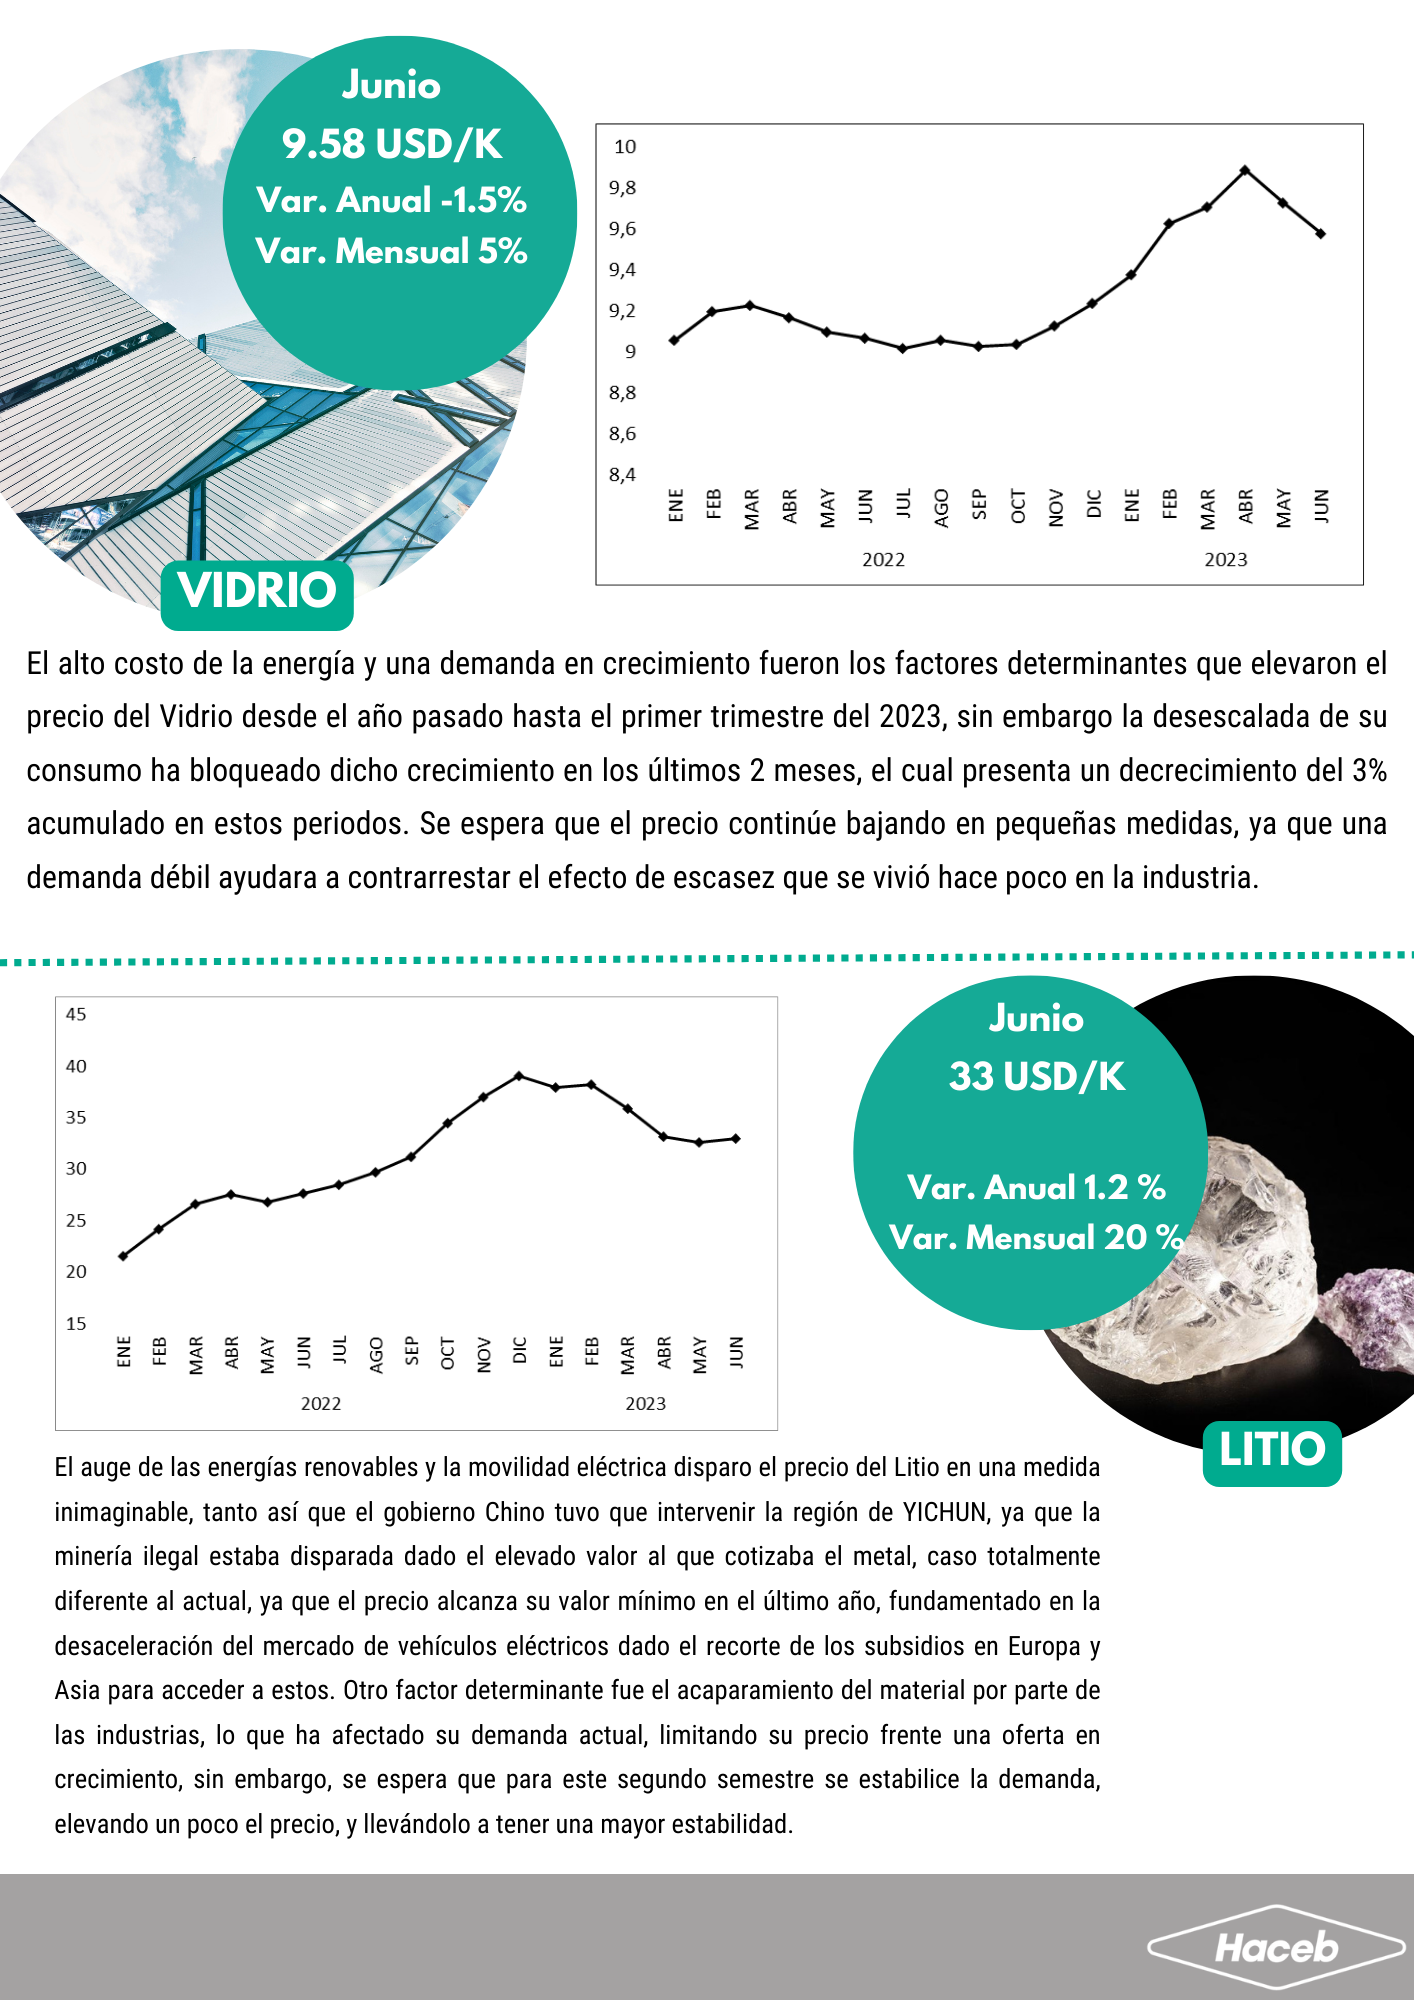 Junio
9.58 USD/K
Var. Anual -1.5%
Var. Mensual 5%
VIDRIO
10
9,8
9,6
9,4
9,2
9
8,8
8,6
8,4
ENE FEB MAR ABR MAY JUN JUL AGO SEP OCT NOV DIC ENE FEB MAR ABR MAY JUN
2022 2023
El alto costo de la energía y una demanda en crecimiento fueron los factores determinantes que elevaron el
precio del Vidrio desde el año pasado hasta el primer trimestre del 2023, sin embargo la desescalada de su
consumo ha bloqueado dicho crecimiento en los últimos 2 meses, el cual presenta un decrecimiento del 3%
acumulado en estos periodos. Se espera que el precio continúe bajando en pequeñas medidas, ya que una
demanda débil ayudara a contrarrestar el efecto de escasez que se vivió hace poco en la industria.
45
40
35
30
25
20
15
ENE FEB MAR ABR MAY JUN JUL AGO SEP OCT NOV DIC ENE FEB MAR ABR MAY JUN
2022 2023
Junio
33 USD/K
Var. Anual 1.2 %
Var. Mensual 20 %
LITIO
El auge de las energías renovables y la movilidad eléctrica disparo el precio del Litio en una medida
inimaginable, tanto así que el gobierno Chino tuvo que intervenir la región de YICHUN, ya que la
minería ilegal estaba disparada dado el elevado valor al que cotizaba el metal, caso totalmente
diferente al actual, ya que el precio alcanza su valor mínimo en el último año, fundamentado en la
desaceleración del mercado de vehículos eléctricos dado el recorte de los subsidios en Europa y
Asia para acceder a estos. Otro factor determinante fue el acaparamiento del material por parte de
las industrias, lo que ha afectado su demanda actual, limitando su precio frente una oferta en
crecimiento, sin embargo, se espera que para este segundo semestre se estabilice la demanda,
elevando un poco el precio, y llevándolo a tener una mayor estabilidad.
Haceb